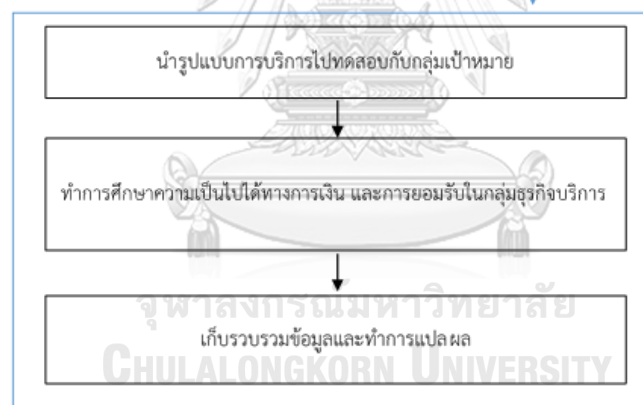 นำรูปแบบการบริการไปทดสอบกับกลุ่มเป้าหมาย
ทำการศึกษาความเป็นไปได้ทางการเงิน และการยอมรับในกลุ่มธุรกิจบริการ
จุฬาลงกรณ์มหาวิทยาลัย
เก็บรวบรวมข้อมูลและทำการแปลผล
CHULALONGKORN UNIVERSITY